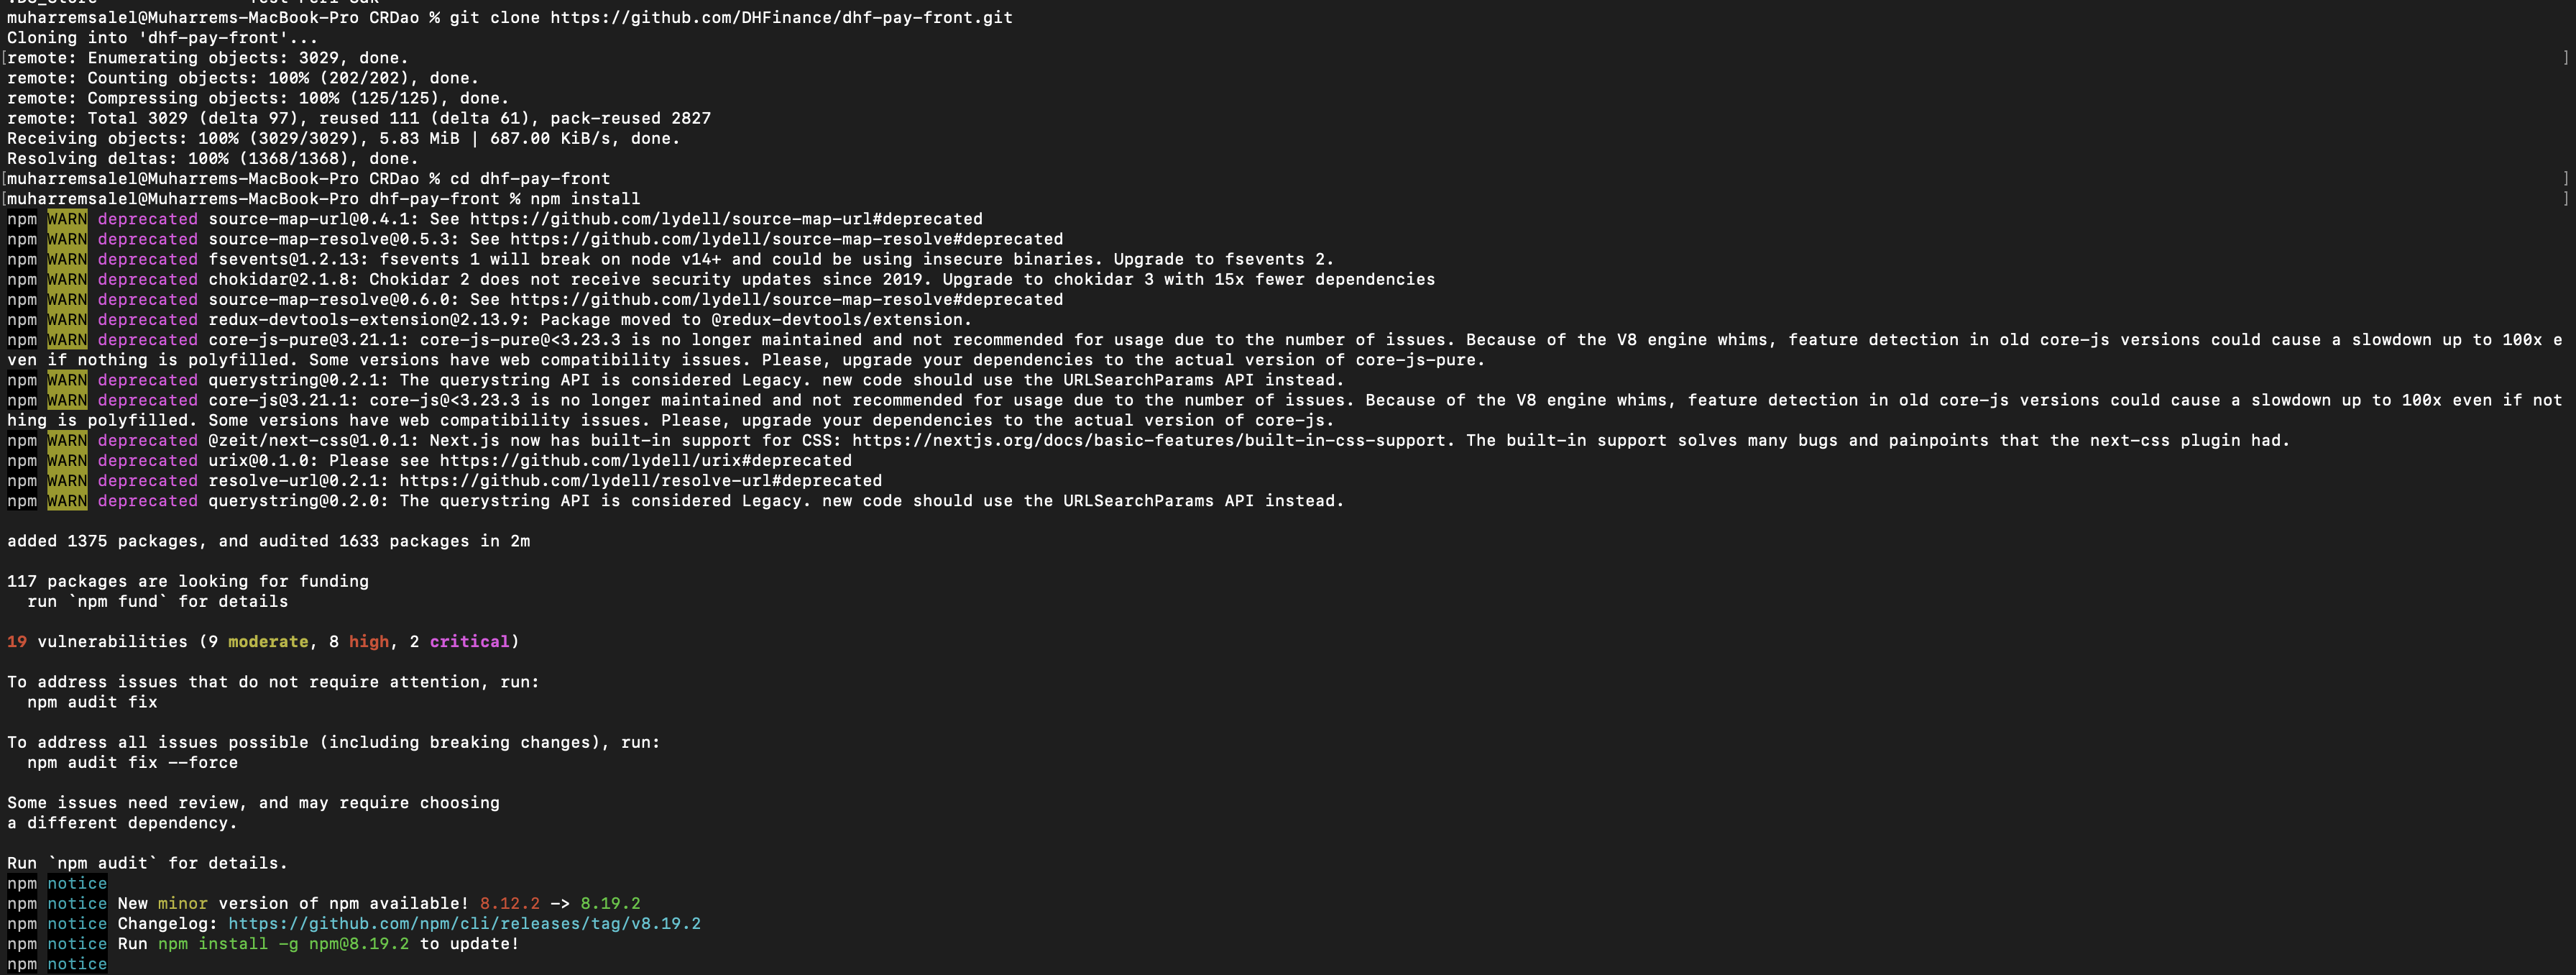 muharremsalel@Muharrems-MacBook-Pro CRDao % git clone https://github.com/DHFinance/dhf-pay-front.git
Cloning into 'dhf-pay-front'...
[remote: Enumerating objects: 3029, done. ]
remote: Counting objects: 100% (202/202), done.
remote: Compressing objects: 100% (125/125), done.
remote: Total 3029 (delta 97), reused 111 (delta 61), pack-reused 2827
Receiving objects: 100% (3029/3029), 5.83 MiB | 687.00 KiB/s, done.
Resolving deltas: 100% (1368/1368), done.
[muharremsalel@Muharrems-MacBook-Pro CRDao % cd dhf-pay-front ]
[muharremsalel@Muharrems-MacBook-Pro dhf-pay-front % npm install ]
npm WARN deprecated source-map-url@0.4.1: See https://github.com/lydell/source-map-url#deprecated
npm WARN deprecated source-map-resolve@0.5.3: See https://github.com/lydell/source-map-resolve#deprecated
npm WARN deprecated fsevents@1.2.13: fsevents 1 will break on node v14+ and could be using insecure binaries. Upgrade to fsevents 2.
npm WARN deprecated chokidar@2.1.8: Chokidar 2 does not receive security updates since 2019. Upgrade to chokidar 3 with 15x fewer dependencies
npm WARN deprecated source-map-resolve@0.6.0: See https://github.com/lydell/source-map-resolve#deprecated
npm WARN deprecated redux-devtools-extension@2.13.9: Package moved to @redux-devtools/extension.
npm WARN deprecated core-js-pure@3.21.1: core-js-pure@<3.23.3 is no longer maintained and not recommended for usage due to the number of issues. Because of the V8 engine whims, feature detection in old core-js versions could cause a slowdown up to 100x e
ven if nothing is polyfilled. Some versions have web compatibility issues. Please, upgrade your dependencies to the actual version of core-js-pure.
npm WARN deprecated querystring@0.2.1: The querystring API is considered Legacy. new code should use the URLSearchParams API instead.
npm WARN deprecated core-js@3.21.1: core-js@<3.23.3 is no longer maintained and not recommended for usage due to the number of issues. Because of the V8 engine whims, feature detection in old core-js versions could cause a slowdown up to 100x even if not
hing is polyfilled. Some versions have web compatibility issues. Please, upgrade your dependencies to the actual version of core-js.
npm WARN deprecated @zeit/next-css@1.0.1: Next.js now has built-in support for CSS: https://nextjs.org/docs/basic-features/built-in-css-support. The built-in support solves many bugs and painpoints that the next-css plugin had.
npm WARN deprecated urix@0.1.0: Please see https://github.com/lydell/urix#deprecated
npm WARN deprecated resolve-url@0.2.1: https://github.com/lydell/resolve-url#deprecated
npm WARN deprecated querystring@0.2.0: The querystring API is considered Legacy. new code should use the URLSearchParams API instead.
added 1375 packages, and audited 1633 packages in 2m
117 packages are looking for funding
run `npm fund` for details
19 vulnerabilities (9 moderate, 8 high, 2 critical)
To address issues that do not require attention, run:
npm audit fix
To address all issues possible (including breaking changes), run:
npm audit fix --force
Some issues need review, and may require choosing
a different dependency.
Run `npm audit` for details.
npm notice
npm notice New minor version of npm available! 8.12.2 -> 8.19.2
npm notice Changelog: https://github.com/npm/cli/releases/tag/v8.19.2
npm notice Run npm install -g npm@8.19.2 to update!
npm notice